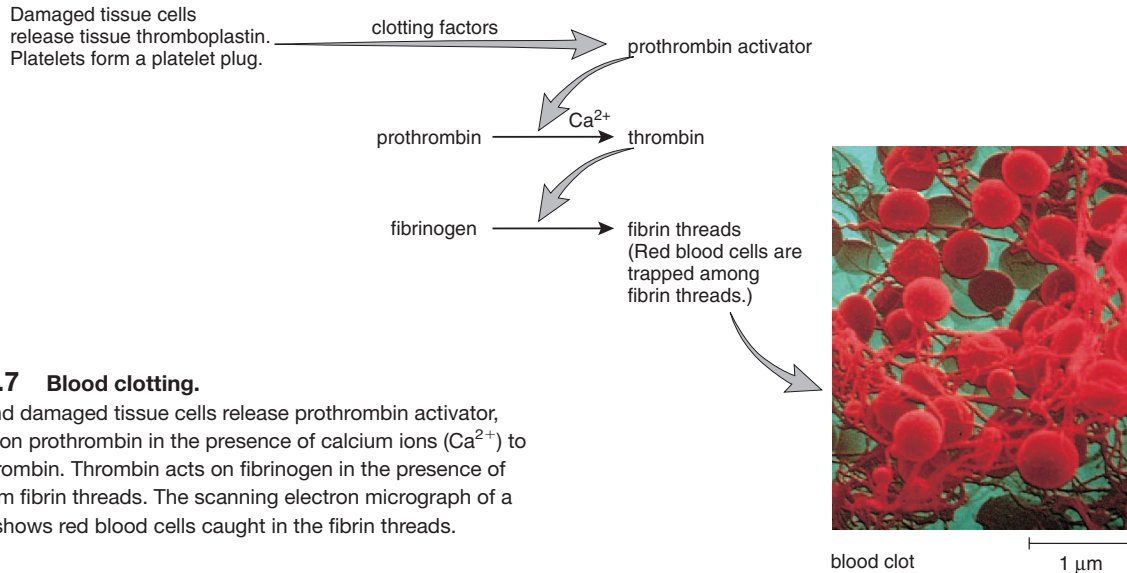 Damaged tissue cells
release tissue thromboplastin.
Platelets form a platelet plug.
clotting factors
prothrombin activator
Ca2+
prothrombin
thrombin
fibrinogen
fibrin threads
(Red blood cells are
trapped among
fibrin threads.)
.7 Blood clotting.
d damaged tissue cells release prothrombin activator,
on prothrombin in the presence of calcium ions (Ca2+) to
rombin. Thrombin acts on fibrinogen in the presence of
m fibrin threads. The scanning electron micrograph of a
shows red blood cells caught in the fibrin threads.
blood clot
1 μm